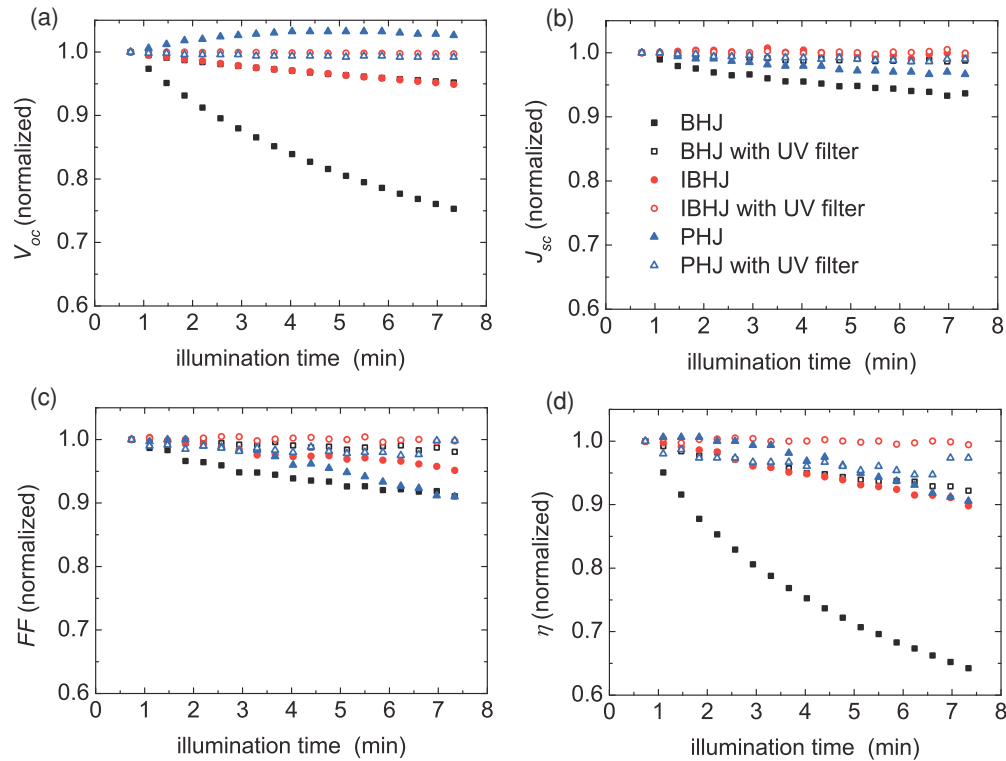 (a)
1.0
0.9
0.8
0.7
0.6
V oc (normalized)
0 1 2 3 4 5 6 7 8
illumination time (min)
(b)
1.0
0.9
0.8
0.7
0.6
J sc (normalized)
BHJ
BHJ with UV filter
IBHJ
IBHJ with UV filter
PHJ
PHJ with UV filter
0 1 2 3 4 5 6 7 8
illumination time (min)
(c)
1.0
0.9
0.8
0.7
0.6
FF (normalized)
0 1 2 3 4 5 6 7 8
illumination time (min)
(d)
1.0
0.9
0.8
0.7
0.6
η (normalized)
0 1 2 3 4 5 6 7 8
illumination time (min)